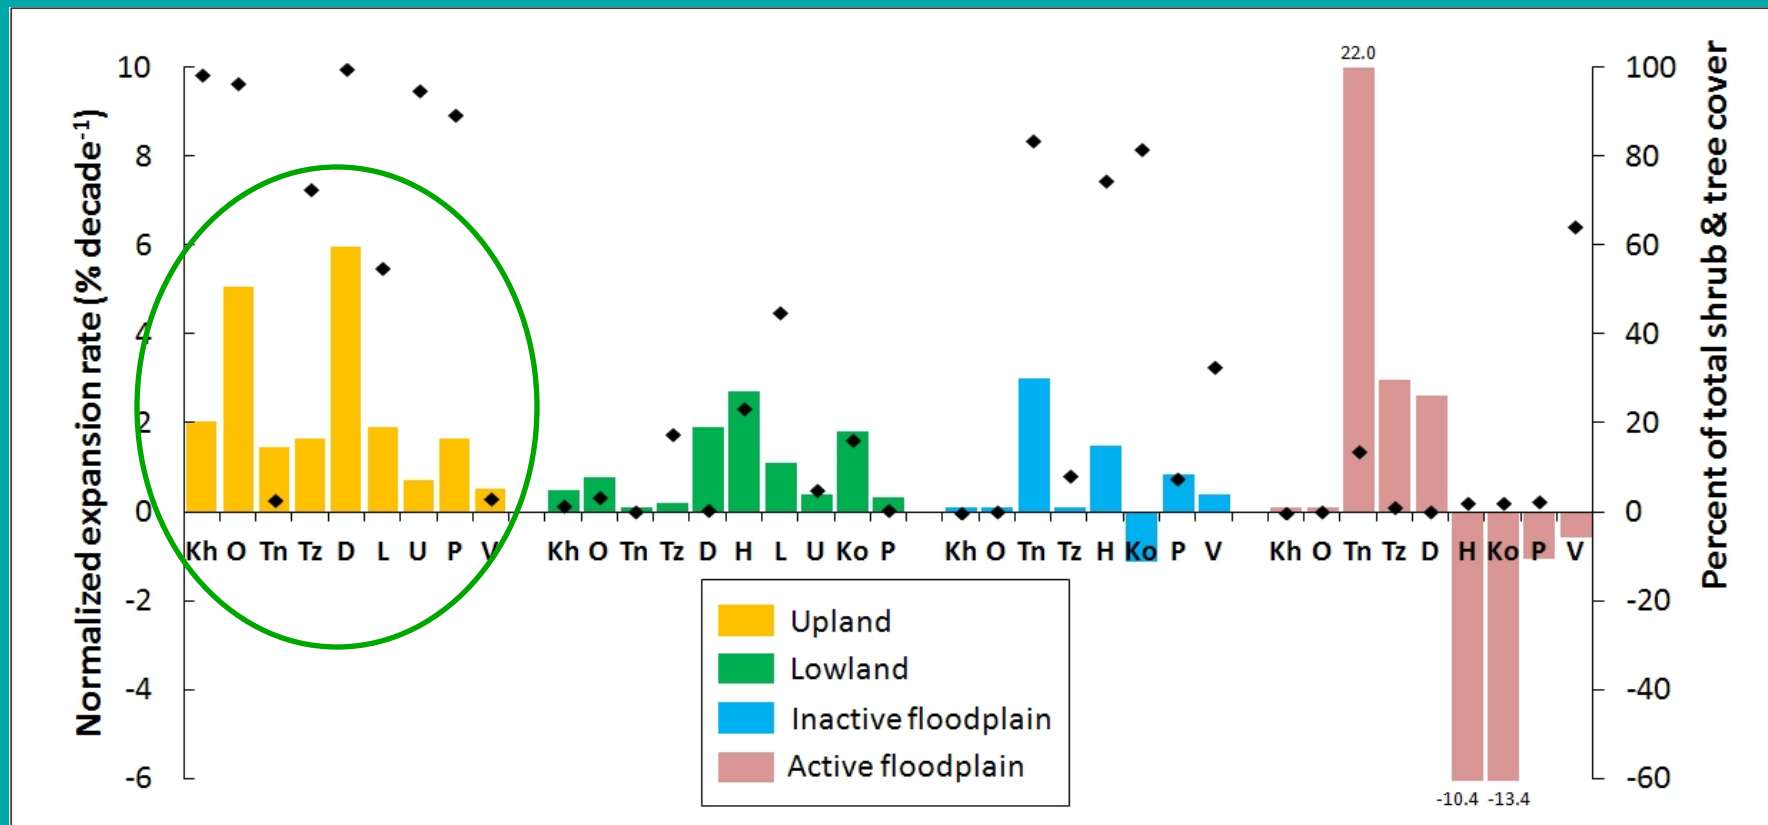 22.0
10
8
6
4
2
0
-2
-4
-6
Normalized expansion rate (% decade-1)
Kh O Tn Tz D L U P V
Kh O Tn Tz D H L U Ko P
Kh O Tn Tz H Ko P V
Kh O Tn Tz D H Ko P V
100
80
60
40
20
0
-20
-40
-60
Percent of total shrub & tree cover
Upland
Lowland
Inactive floodplain
Active floodplain
-10.4 -13.4